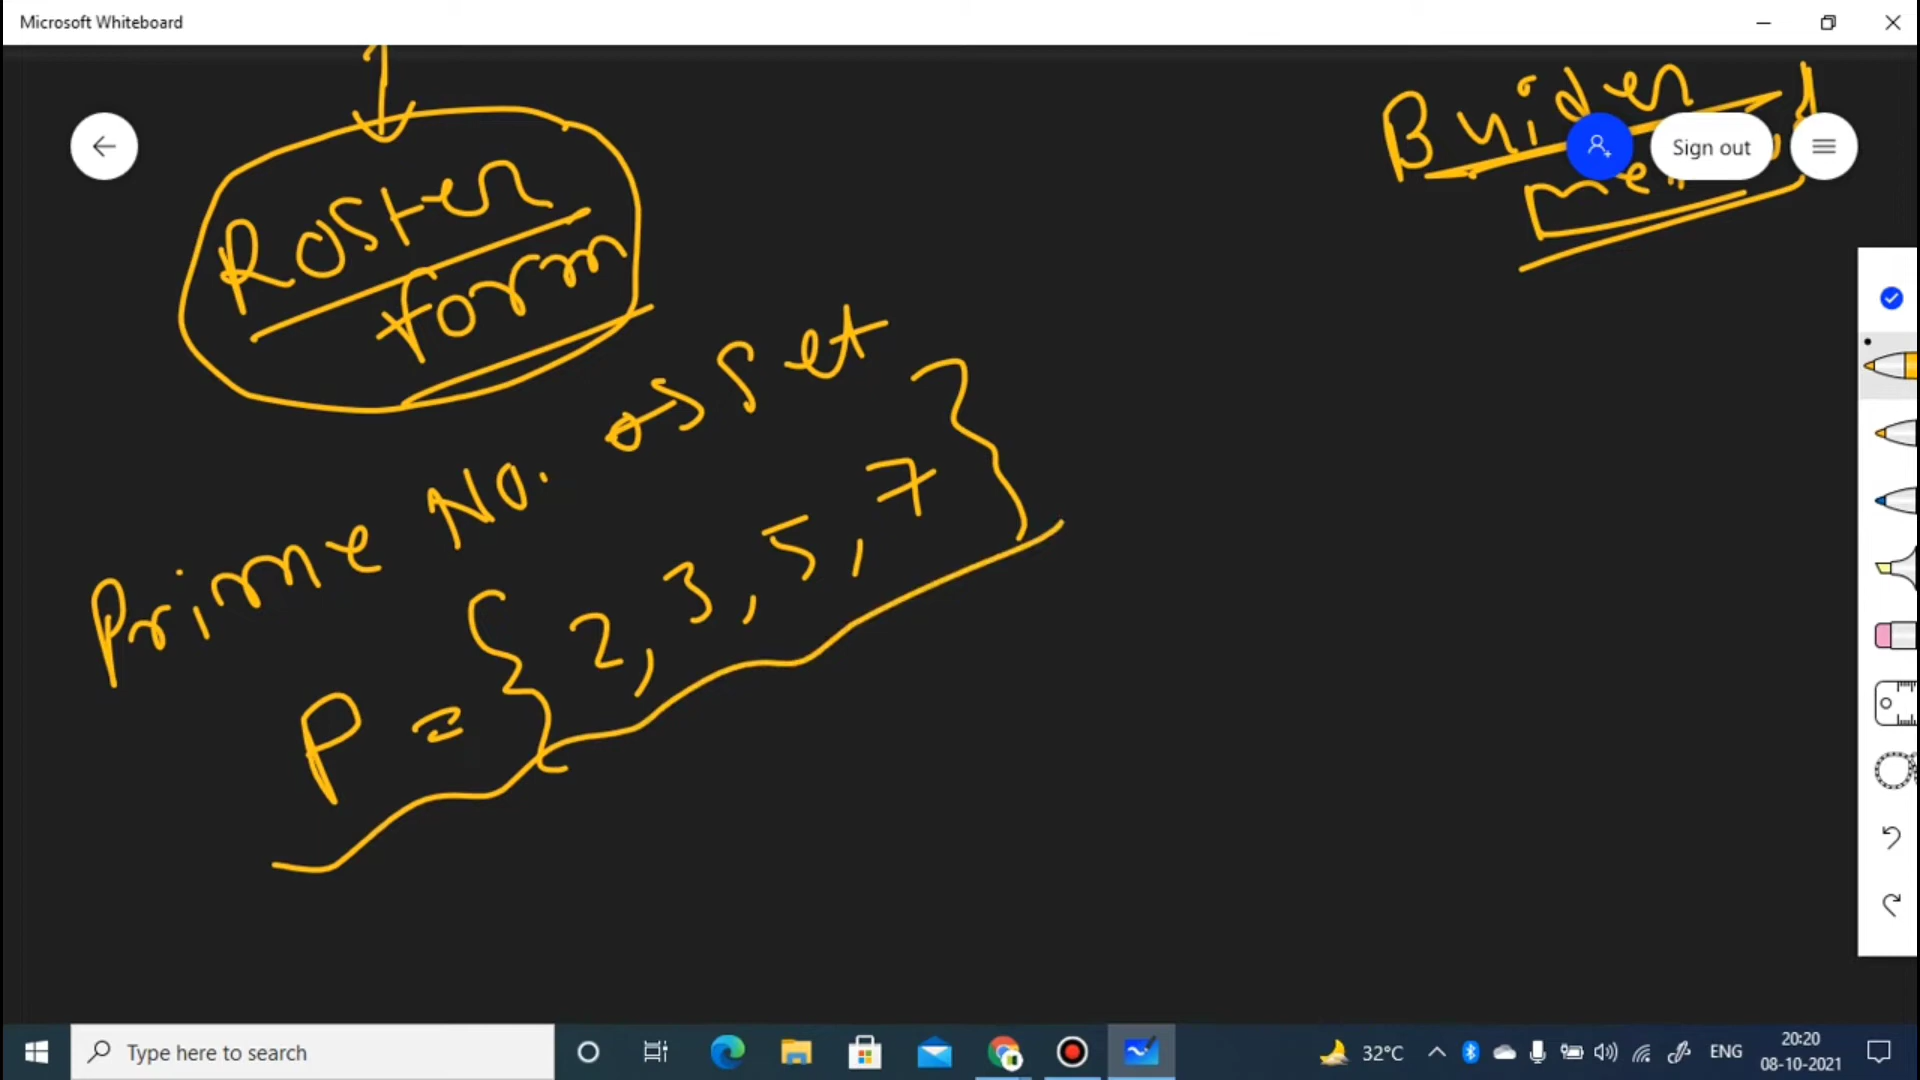 Microsoft Whiteboard
Buider
Sign out
Roster
form
Prime No. → set
P = {2, 3, 5, 7}
Type here to search
32°C
ENG
20:20
08-10-2021